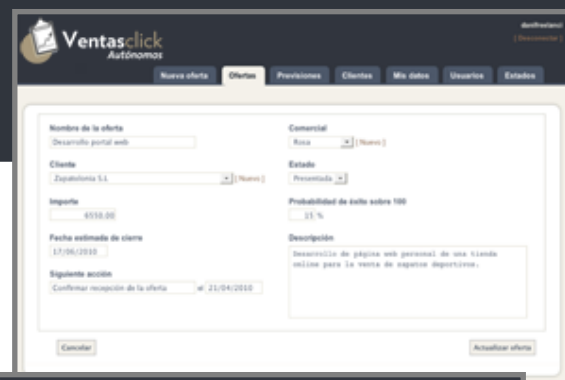 Ventasclick
Autónomos
[ Desconectar ]
Nueva oferta Ofertas Previsiones Clientes Mis datos Usuarios Estados
Nombre de la oferta Comercial
Desarrollo portal web Rosa [ Nuevo ]
Cliente Estado
Zapatolonia S.L [ Nuevo ] Presentada
Importe Probabilidad de éxito sobre 100
6550.00 15 %
Fecha estimada de cierre Descripción
17/06/2010 Desarrollo de página web personal de una tienda
online para la venta de zapatos deportivos.
Siguiente acción
Confirmar recepción de la oferta el 21/04/2010
Cancelar Actualizar oferta